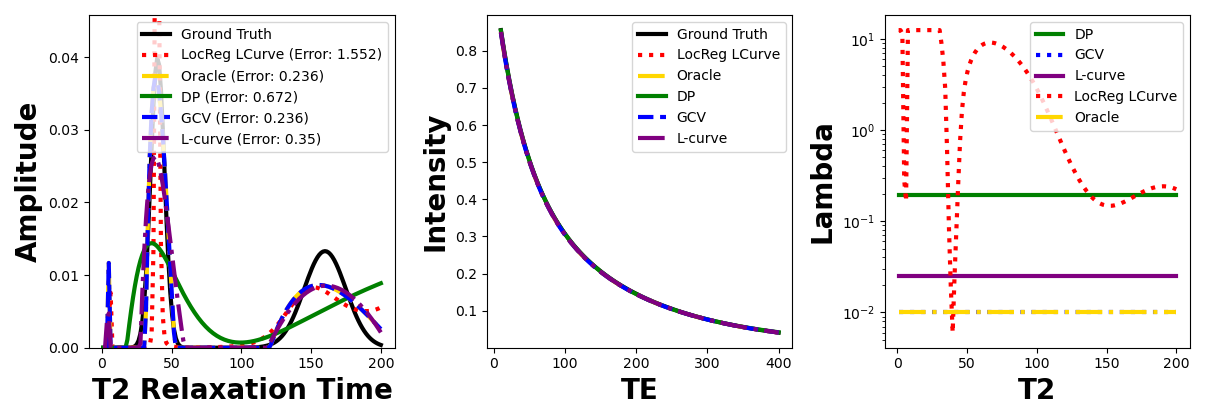 Amplitude
0.04
0.03
0.02
0.01
0.00
0
50
100
150
200
T2 Relaxation Time
Ground Truth
LocReg LCurve (Error: 1.552)
Oracle (Error: 0.236)
DP (Error: 0.672)
GCV (Error: 0.236)
L-curve (Error: 0.35)
Intensity
0.8
0.7
0.6
0.5
0.4
0.3
0.2
0.1
0
100
200
300
400
TE
Ground Truth
LocReg LCurve
Oracle
DP
GCV
L-curve
Lambda
10¹
10⁰
10⁻¹
10⁻²
0
50
100
150
200
T2
DP
GCV
L-curve
LocReg LCurve
Oracle